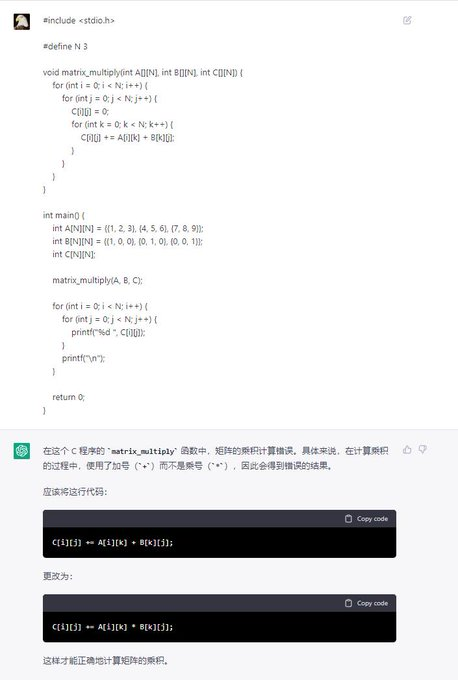 #include <stdio.h>
#define N 3
void matrix_multiply(int A[][N], int B[][N], int C[][N]) {
for (int i = 0; i < N; i++) {
for (int j = 0; j < N; j++) {
C[i][j] = 0;
for (int k = 0; k < N; k++) {
C[i][j] += A[i][k] + B[k][j];
}
}
}
}
int main() {
int A[N][N] = {{1, 2, 3}, {4, 5, 6}, {7, 8, 9}};
int B[N][N] = {{1, 0, 0}, {0, 1, 0}, {0, 0, 1}};
int C[N][N];
matrix_multiply(A, B, C);
for (int i = 0; i < N; i++) {
for (int j = 0; j < N; j++) {
printf("%d ", C[i][j]);
}
printf("\n");
}
return 0;
}
在这个 C 程序的 `matrix_multiply` 函数中，矩阵的乘积计算错误。具体来说，在计算乘积
的过程中，使用了加号（`+`）而不是乘号（`*`），因此会得到错误的结果。
应该将这行代码：
Copy code
C[i][j] += A[i][k] + B[k][j];
更改为：
Copy code
C[i][j] += A[i][k] * B[k][j];
这样才能正确地计算矩阵的乘积。